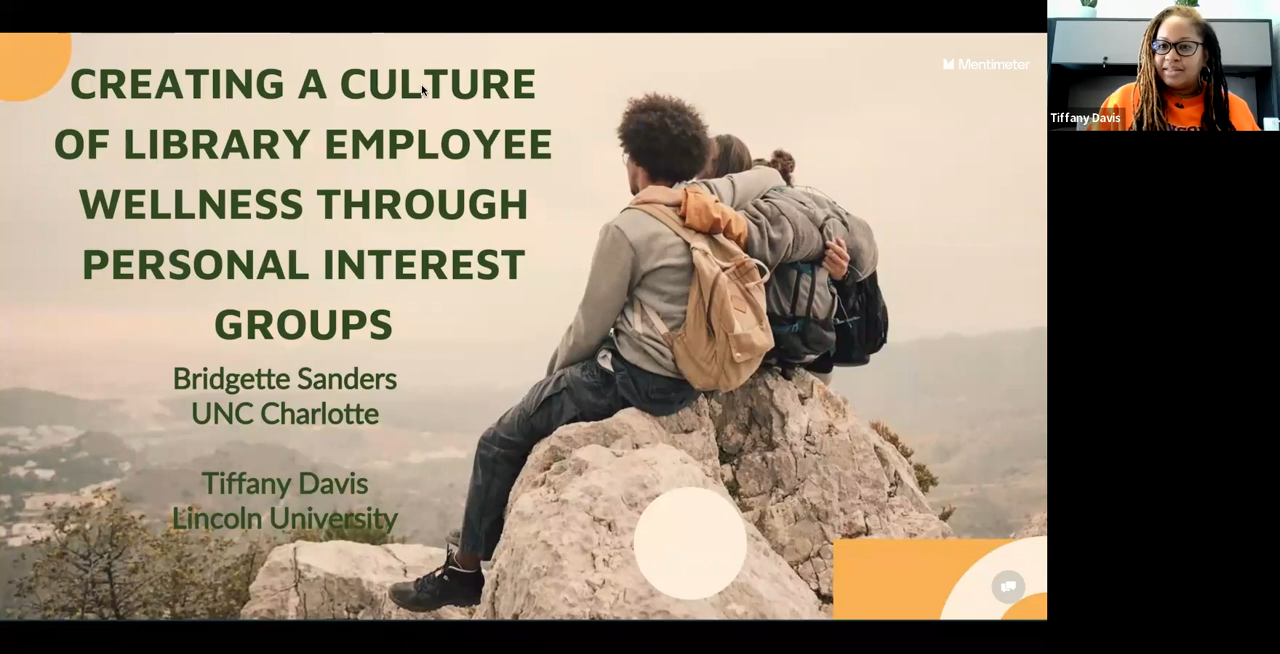 CREATING A CULTURE
OF LIBRARY EMPLOYEE
WELLNESS THROUGH
PERSONAL INTEREST
GROUPS
Bridgette Sanders
UNC Charlotte
Tiffany Davis
Lincoln University
Mentimeter
Tiffany Davis